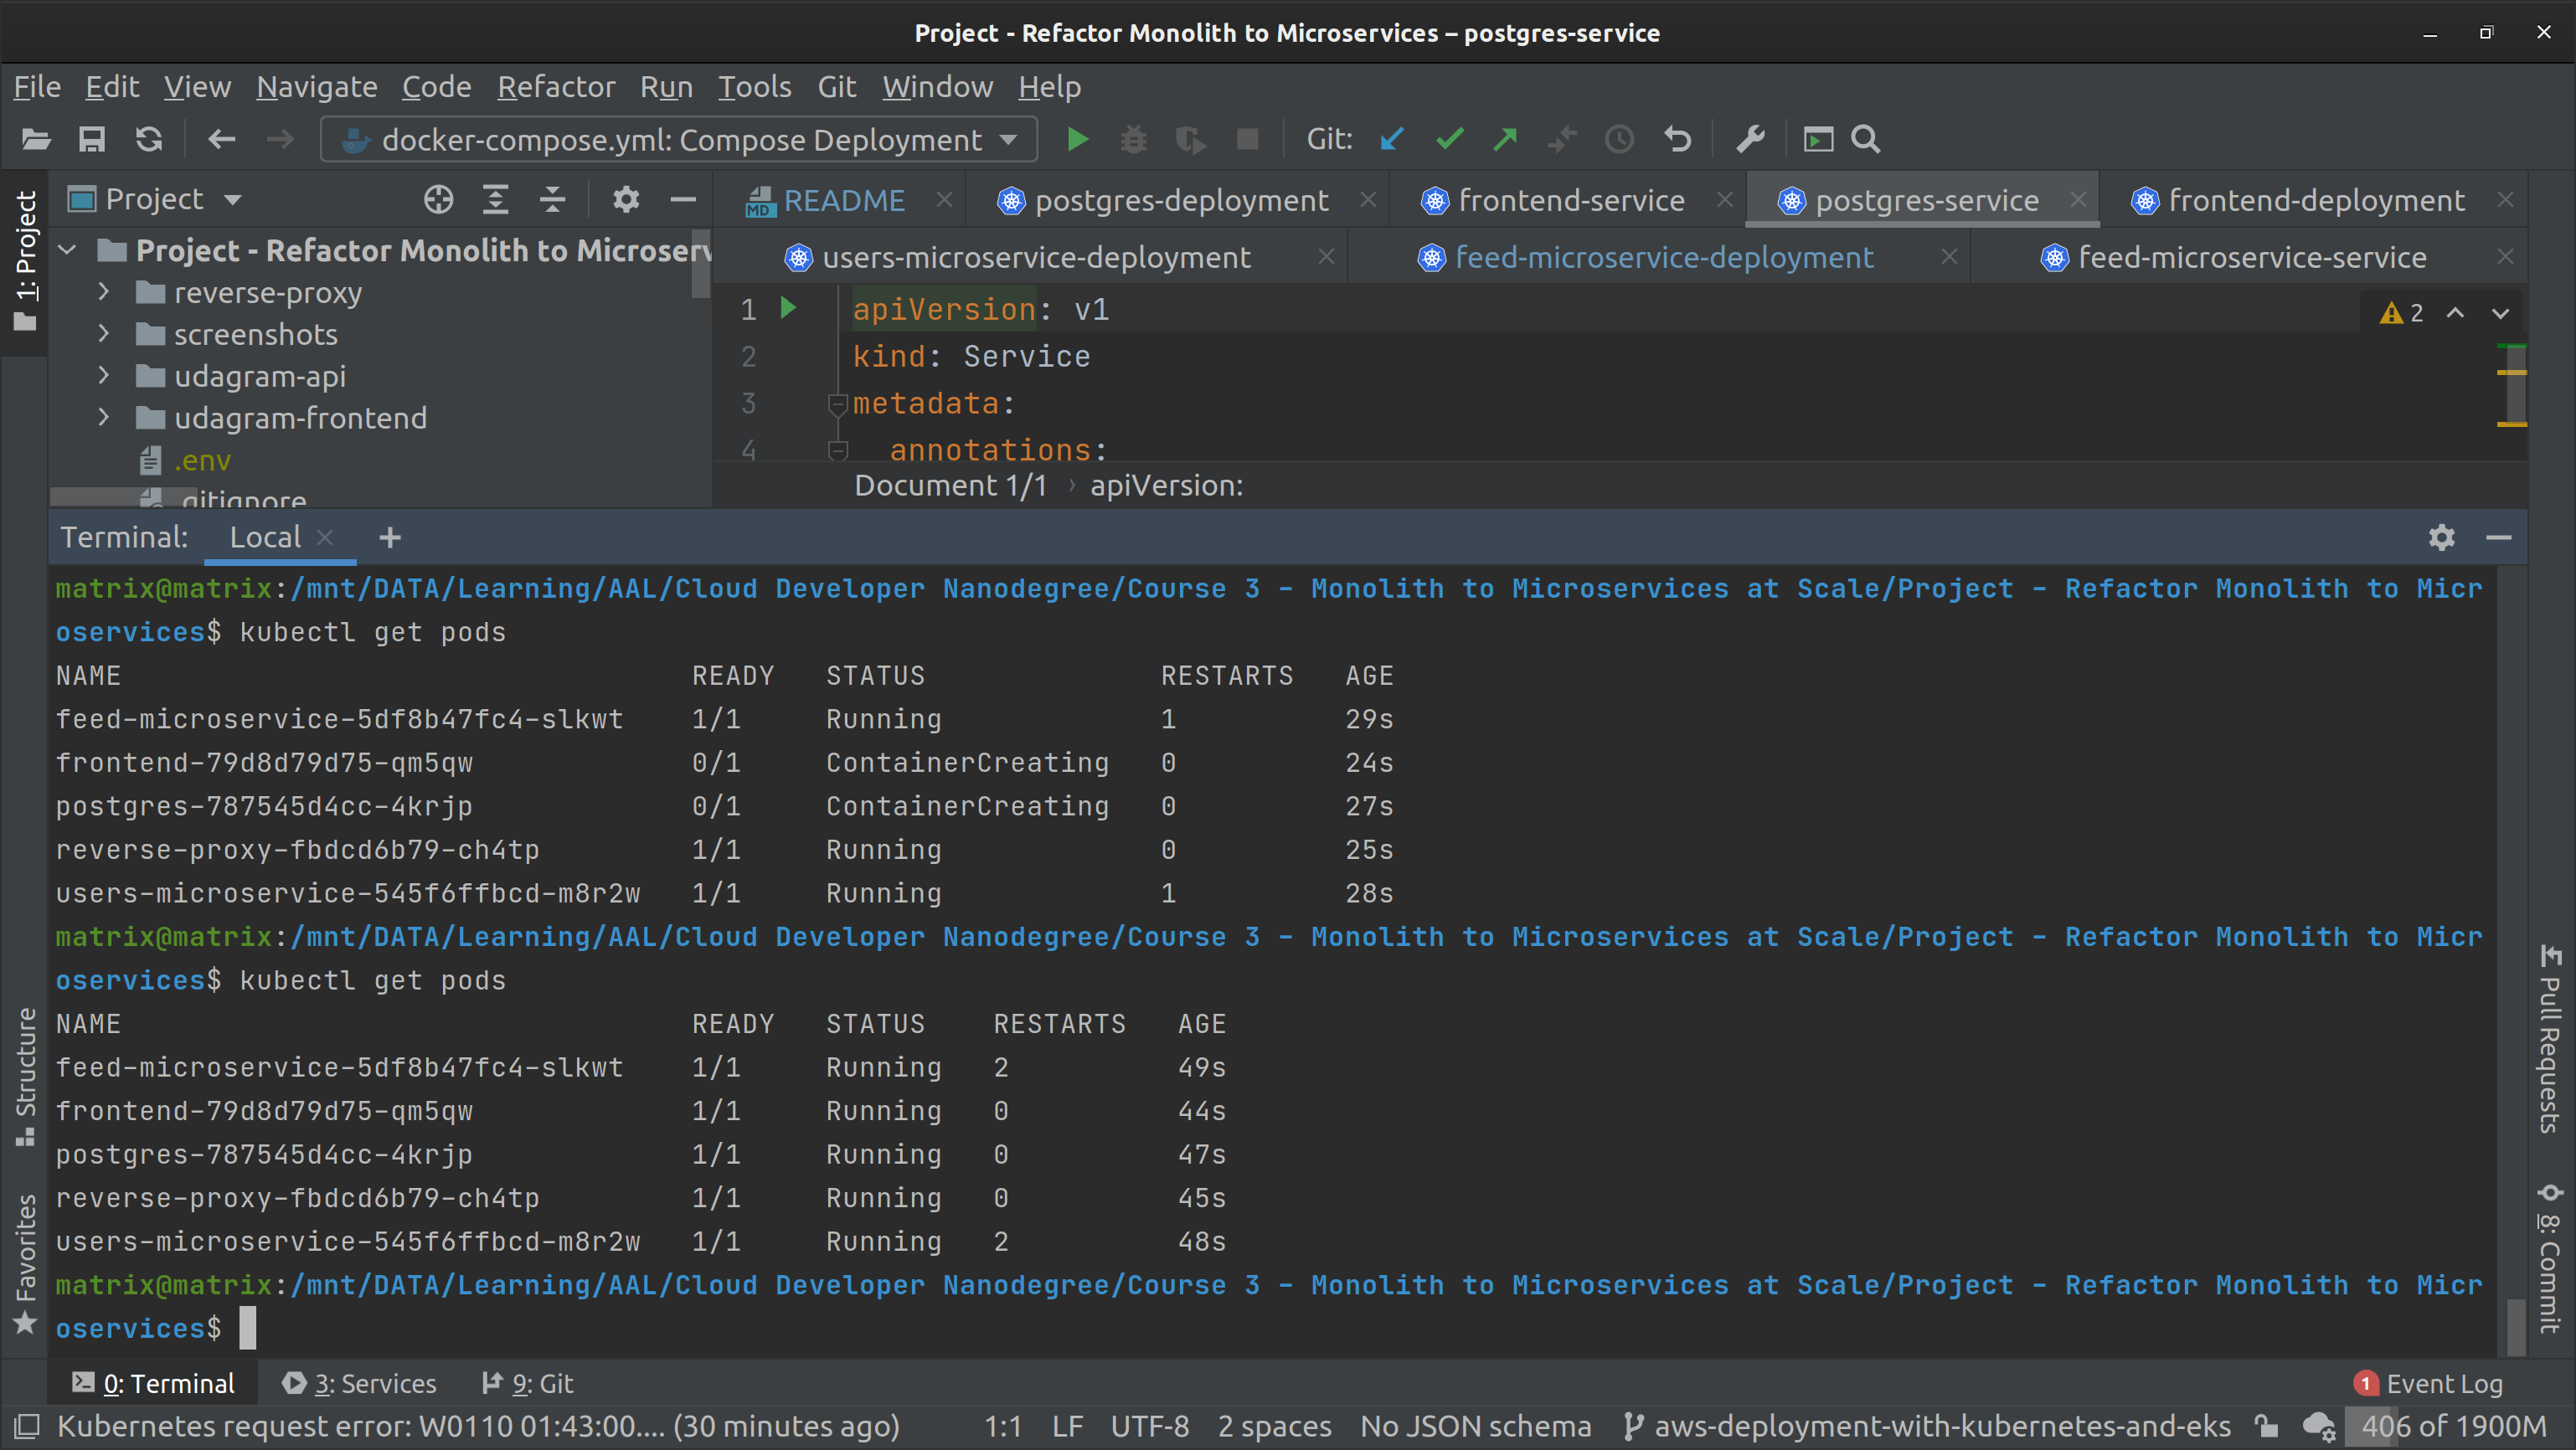 Project - Refactor Monolith to Microservices – postgres-service
File Edit View Navigate Code Refactor Run Tools Git Window Help
docker-compose.yml: Compose Deployment Git:
1: Project
Structure
Favorites
Project
Project - Refactor Monolith to Microserv
reverse-proxy
screenshots
udagram-api
udagram-frontend
.env
.gitignore
README postgres-deployment frontend-service postgres-service frontend-deployment
users-microservice-deployment feed-microservice-deployment feed-microservice-service
1 apiVersion: v1
2 kind: Service
3 metadata:
4 annotations:
2
Document 1/1 › apiVersion:
Terminal: Local +
matrix@matrix:/mnt/DATA/Learning/AAL/Cloud Developer Nanodegree/Course 3 - Monolith to Microservices at Scale/Project - Refactor Monolith to Micr
oservices$ kubectl get pods
NAME READY STATUS RESTARTS AGE
feed-microservice-5df8b47fc4-slkwt 1/1 Running 1 29s
frontend-79d8d79d75-qm5qw 0/1 ContainerCreating 0 24s
postgres-787545d4cc-4krjp 0/1 ContainerCreating 0 27s
reverse-proxy-fbdcd6b79-ch4tp 1/1 Running 0 25s
users-microservice-545f6ffbcd-m8r2w 1/1 Running 1 28s
matrix@matrix:/mnt/DATA/Learning/AAL/Cloud Developer Nanodegree/Course 3 - Monolith to Microservices at Scale/Project - Refactor Monolith to Micr
oservices$ kubectl get pods
NAME READY STATUS RESTARTS AGE
feed-microservice-5df8b47fc4-slkwt 1/1 Running 2 49s
frontend-79d8d79d75-qm5qw 1/1 Running 0 44s
postgres-787545d4cc-4krjp 1/1 Running 0 47s
reverse-proxy-fbdcd6b79-ch4tp 1/1 Running 0 45s
users-microservice-545f6ffbcd-m8r2w 1/1 Running 2 48s
matrix@matrix:/mnt/DATA/Learning/AAL/Cloud Developer Nanodegree/Course 3 - Monolith to Microservices at Scale/Project - Refactor Monolith to Micr
oservices$
Pull Requests
8: Commit
0: Terminal 3: Services 9: Git 1 Event Log
Kubernetes request error: W0110 01:43:00.... (30 minutes ago) 1:1 LF UTF-8 2 spaces No JSON schema aws-deployment-with-kubernetes-and-eks 406 of 1900M